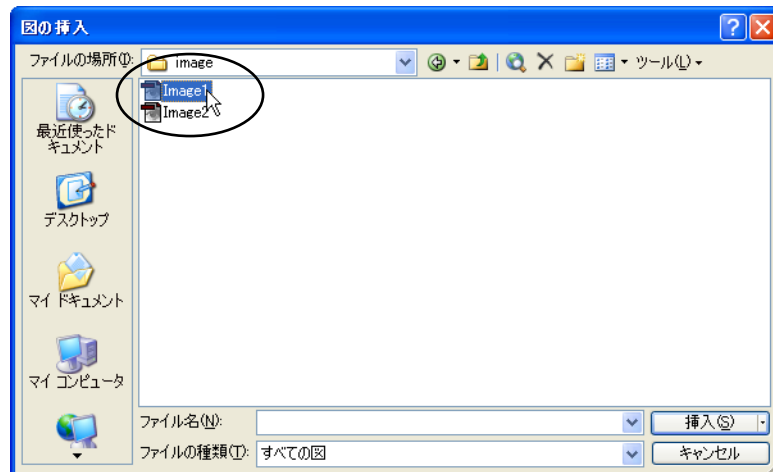 図の挿入
ファイルの場所(I):
image
ツール(L)
Image1
Image2
最近使ったド
キュメント
デスクトップ
マイ ドキュメント
マイ コンピュータ
ファイル名(N):
挿入(S)
ファイルの種類(T):
すべての図
キャンセル